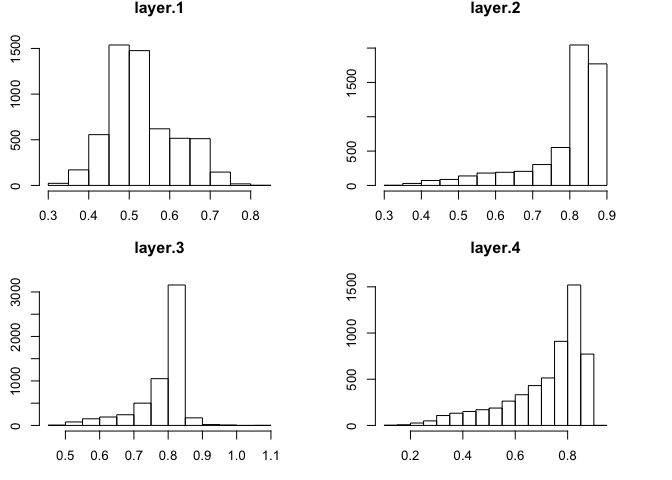 layer.1
0 500 1000 1500
0.3 0.4 0.5 0.6 0.7 0.8
layer.2
0 500 1500
0.3 0.4 0.5 0.6 0.7 0.8 0.9
layer.3
0 1000 2000 3000
0.5 0.6 0.7 0.8 0.9 1.0 1.1
layer.4
0 500 1000 1500
0.2 0.4 0.6 0.8